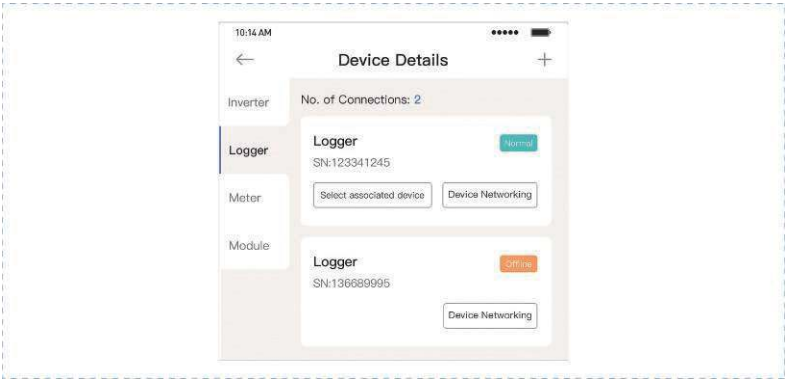 10:14 AM
Device Details
Inverter
Logger
Meter
Module
No. of Connections: 2
Logger
Normal
SN:123341245
Select associated device
Device Networking
Logger
Offline
SN:136689995
Device Networking